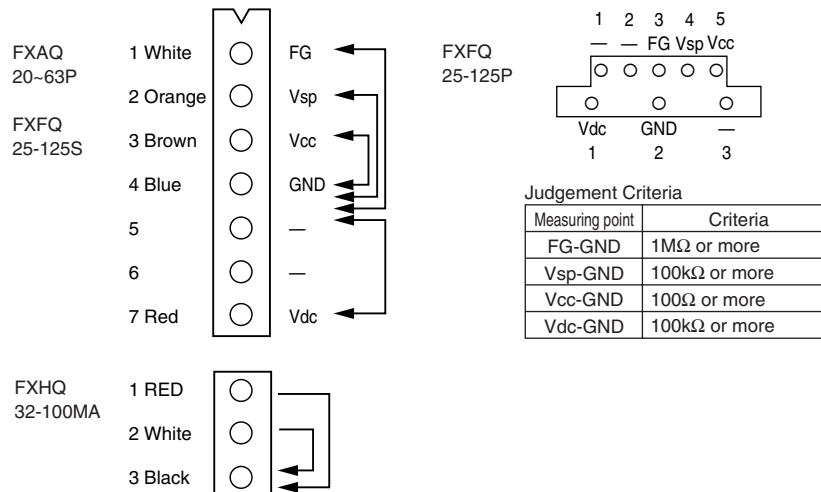 FXAQ
20~63P
FXFQ
25-125S
1 White FG
2 Orange Vsp
3 Brown Vcc
4 Blue GND
5 —
6 —
7 Red Vdc
FXHQ
32-100MA
1 RED
2 White
3 Black
FXFQ
25-125P
1 2 3 4 5
— — FG Vsp Vcc
Vdc GND —
1 2 3
Judgement Criteria
Measuring point Criteria
FG-GND 1MΩ or more
Vsp-GND 100kΩ or more
Vcc-GND 100Ω or more
Vdc-GND 100kΩ or more